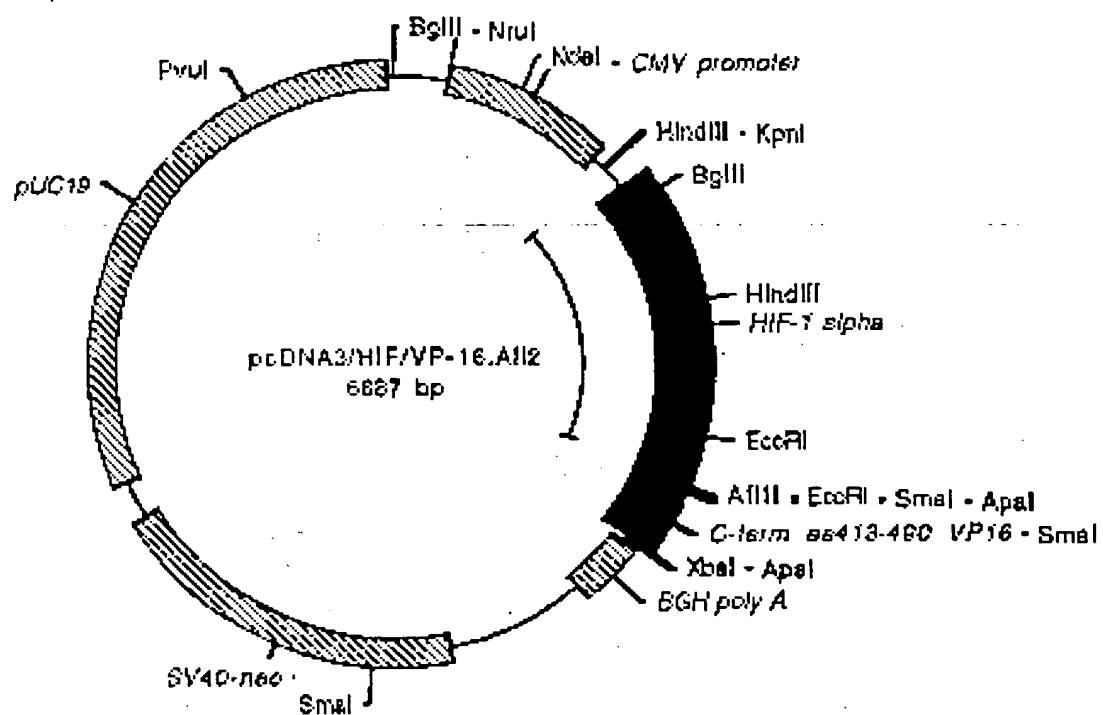 BglII - NruI
PvuI
NdeI - CMV promoter
HindIII - KpnI
BglII
pUC19
HindIII
HIF-1 alpha
pcDNA3/HIF/VP-16.Afl2
6687 bp
EcoRI
AflII - EcoRI - SmaI - ApaI
C-term aa413-490 VP16 - SmaI
XbaI - ApaI
BGH poly A
SV40-neo
SmaI